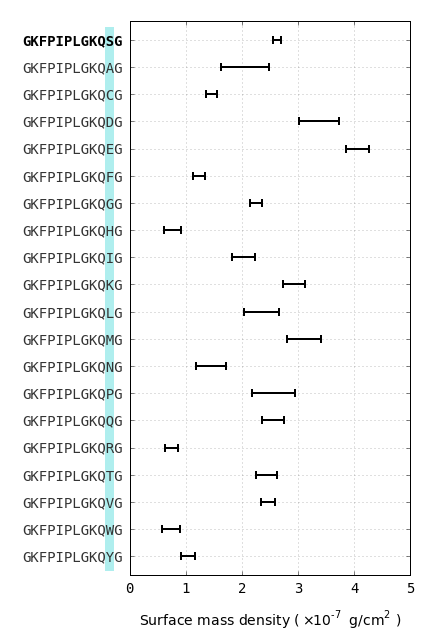 GKFPIPLGKQSG
GKFPIPLGKQAG
GKFPIPLGKQCG
GKFPIPLGKQDG
GKFPIPLGKQEG
GKFPIPLGKQFG
GKFPIPLGKQGG
GKFPIPLGKQHG
GKFPIPLGKQIG
GKFPIPLGKQKG
GKFPIPLGKQLG
GKFPIPLGKQMG
GKFPIPLGKQNG
GKFPIPLGKQPG
GKFPIPLGKQQG
GKFPIPLGKQRG
GKFPIPLGKQTG
GKFPIPLGKQVG
GKFPIPLGKQWG
GKFPIPLGKQYG
0 1 2 3 4 5
Surface mass density ( ×10⁻⁷ g/cm² )